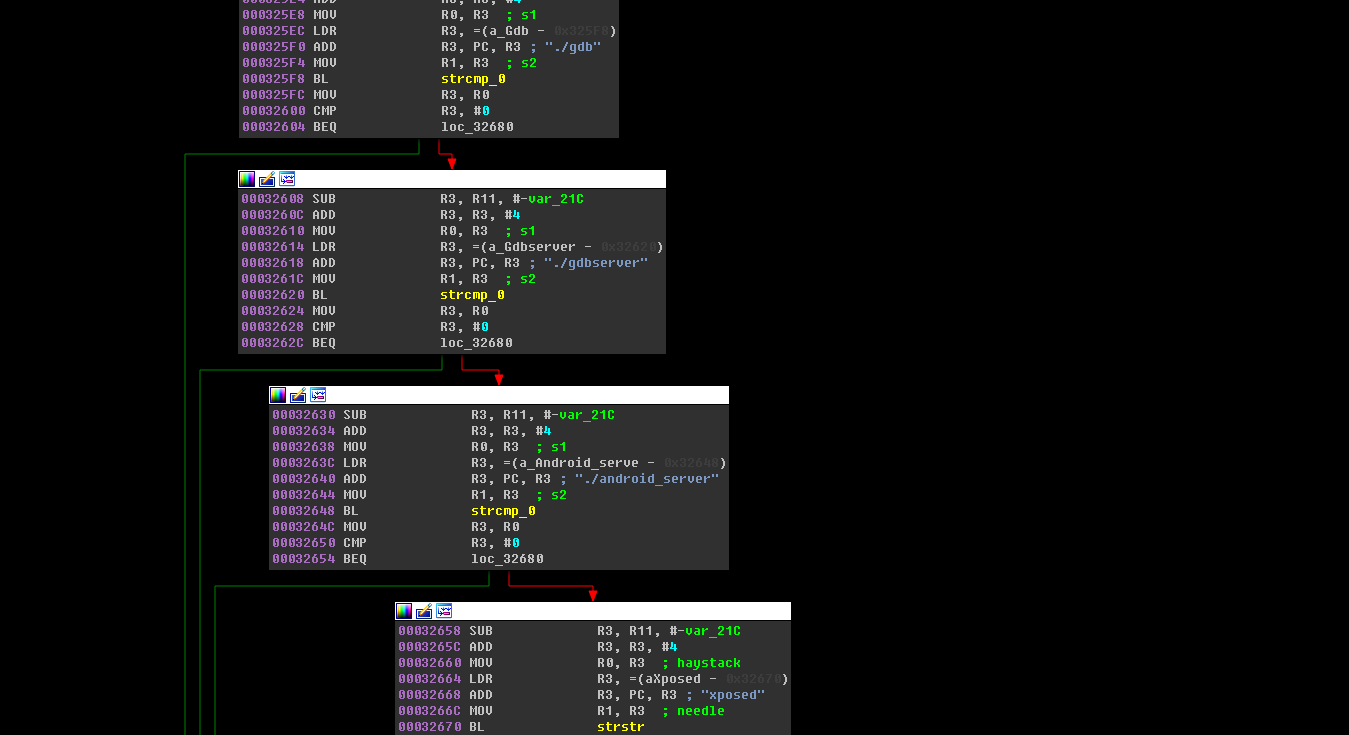 000325E4 ADD R3, R3, #4
000325E8 MOV R0, R3 ; s1
000325EC LDR R3, =(a_Gdb - 0x325F8)
000325F0 ADD R3, PC, R3 ; "./gdb"
000325F4 MOV R1, R3 ; s2
000325F8 BL strcmp_0
000325FC MOV R3, R0
00032600 CMP R3, #0
00032604 BEQ loc_32680
00032608 SUB R3, R11, #-var_21C
0003260C ADD R3, R3, #4
00032610 MOV R0, R3 ; s1
00032614 LDR R3, =(a_Gdbserver - 0x32620)
00032618 ADD R3, PC, R3 ; "./gdbserver"
0003261C MOV R1, R3 ; s2
00032620 BL strcmp_0
00032624 MOV R3, R0
00032628 CMP R3, #0
0003262C BEQ loc_32680
00032630 SUB R3, R11, #-var_21C
00032634 ADD R3, R3, #4
00032638 MOV R0, R3 ; s1
0003263C LDR R3, =(a_Android_serve - 0x32648)
00032640 ADD R3, PC, R3 ; "./android_server"
00032644 MOV R1, R3 ; s2
00032648 BL strcmp_0
0003264C MOV R3, R0
00032650 CMP R3, #0
00032654 BEQ loc_32680
00032658 SUB R3, R11, #-var_21C
0003265C ADD R3, R3, #4
00032660 MOV R0, R3 ; haystack
00032664 LDR R3, =(aXposed - 0x32670)
00032668 ADD R3, PC, R3 ; "xposed"
0003266C MOV R1, R3 ; needle
00032670 BL strstr